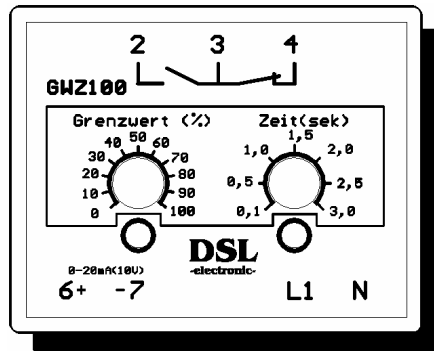 2 3 4
GWZ100
Grenzwert (%) Zeit(sek)
0 10 20 30 40 50 60 70 80 90 100
0,1 0,5 1,0 1,5 2,0 2,5 3,0
DSL
-electronic-
0-20mA(10V)
6+ -7 L1 N